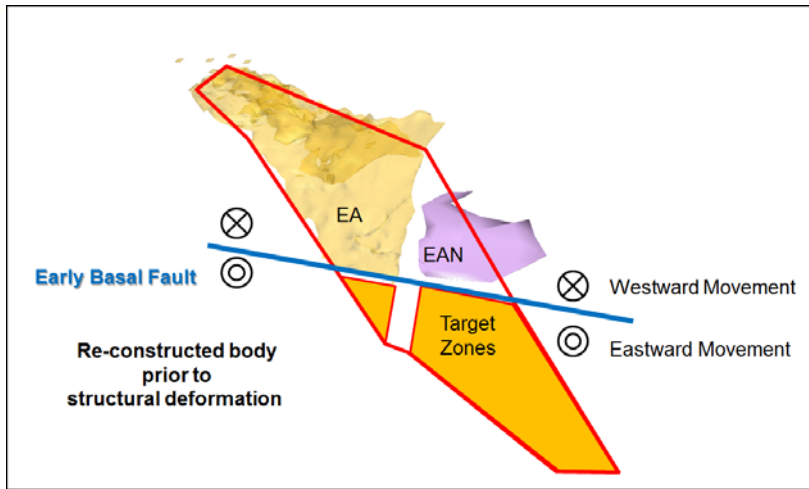 EA
EAN
Early Basal Fault
Westward Movement
Target
Zones
Eastward Movement
Re-constructed body
prior to
structural deformation